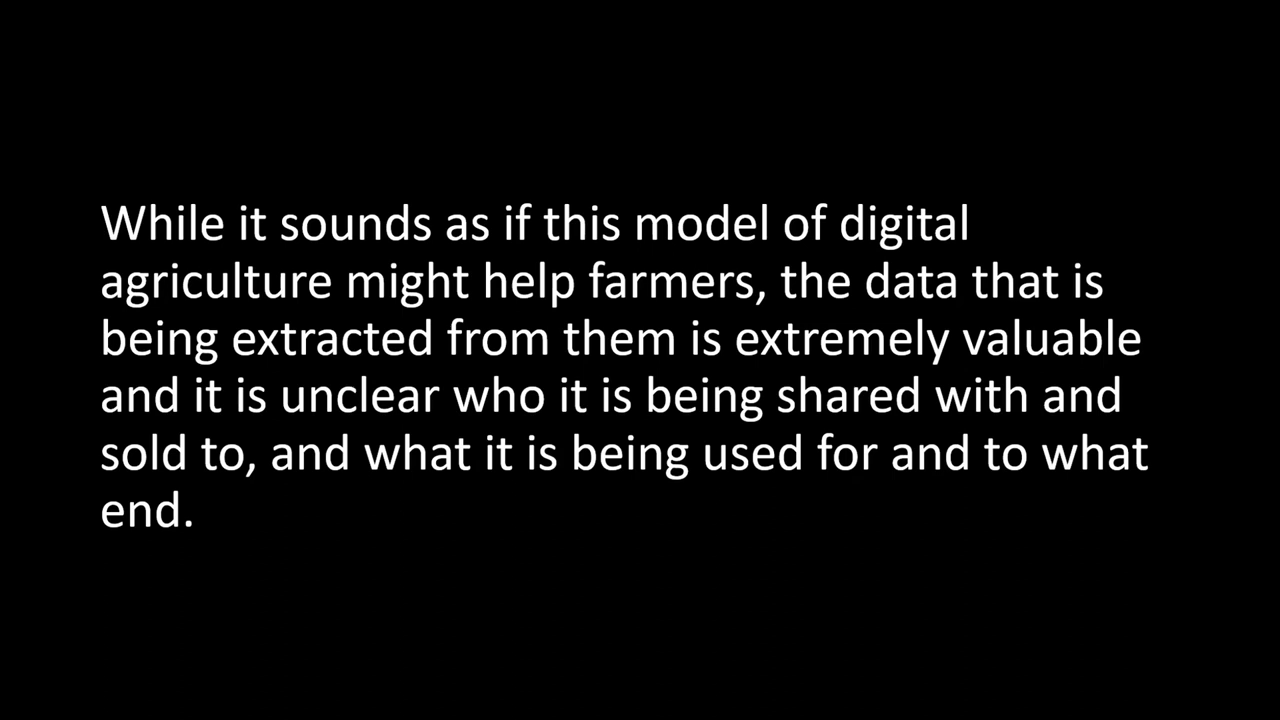 While it sounds as if this model of digital
agriculture might help farmers, the data that is
being extracted from them is extremely valuable
and it is unclear who it is being shared with and
sold to, and what it is being used for and to what
end.